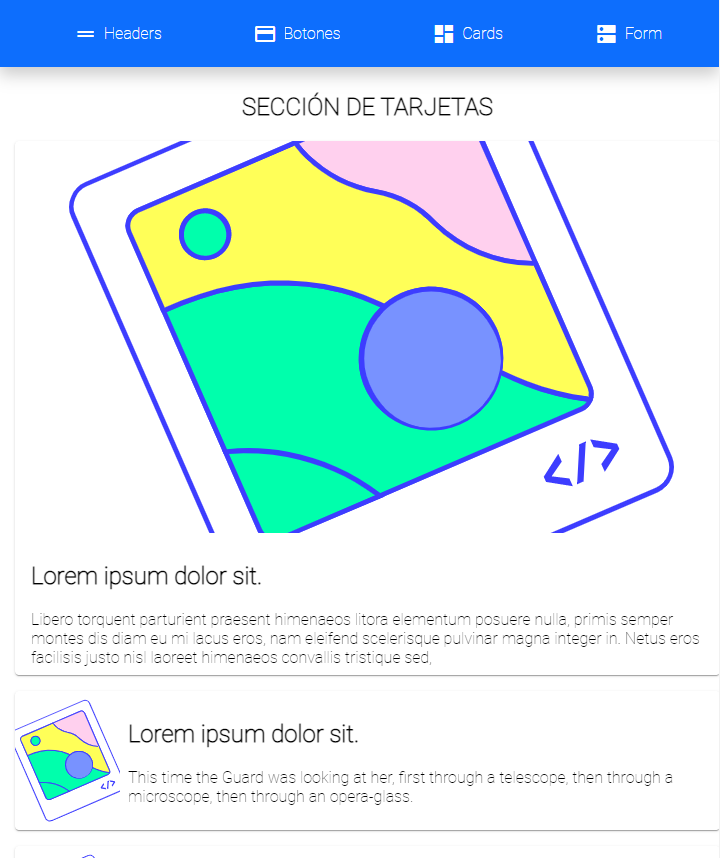 Headers Botones Cards Form
SECCIÓN DE TARJETAS
</>
Lorem ipsum dolor sit.
Libero torquent parturient praesent himenaeos litora elementum posuere nulla, primis semper
montes dis diam eu mi lacus eros, nam eleifend scelerisque pulvinar magna integer in. Netus eros
facilisis justo nisl laoreet himenaeos convallis tristique sed,
</>
Lorem ipsum dolor sit.
This time the Guard was looking at her, first through a telescope, then through a
microscope, then through an opera-glass.